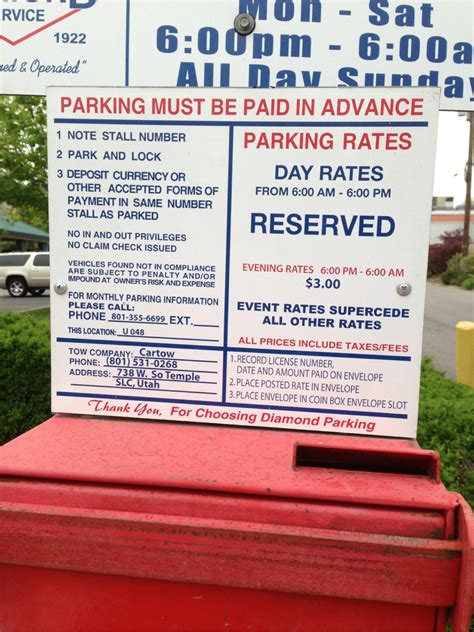 SERVICE
1922
ed & Operated"
Mon - Sat
6:00pm - 6:00a
All Day Sunday
PARKING MUST BE PAID IN ADVANCE
1 NOTE STALL NUMBER
2 PARK AND LOCK
3 DEPOSIT CURRENCY OR
OTHER ACCEPTED FORMS OF
PAYMENT IN SAME NUMBER
STALL AS PARKED
NO IN AND OUT PRIVILEGES
NO CLAIM CHECK ISSUED
VEHICLES FOUND NOT IN COMPLIANCE
ARE SUBJECT TO PENALTY AND/OR
IMPOUND AT OWNER'S RISK AND EXPENSE
FOR MONTHLY PARKING INFORMATION
PLEASE CALL:
PHONE 801-355-6699 EXT.
THIS LOCATION: U 048
TOW COMPANY: Cartow
PHONE: (801) 531-0268
ADDRESS: 738 W. So Temple
SLC, Utah
PARKING RATES
DAY RATES
FROM 6:00 AM - 6:00 PM
RESERVED
EVENING RATES 6:00 PM - 6:00 AM
$3.00
EVENT RATES SUPERCEDE
ALL OTHER RATES
ALL PRICES INCLUDE TAXES/FEES
1. RECORD LICENSE NUMBER,
DATE AND AMOUNT PAID ON ENVELOPE
2. PLACE POSTED RATE IN ENVELOPE
3. PLACE ENVELOPE IN COIN BOX ENVELOPE SLOT
Thank You, For Choosing Diamond Parking